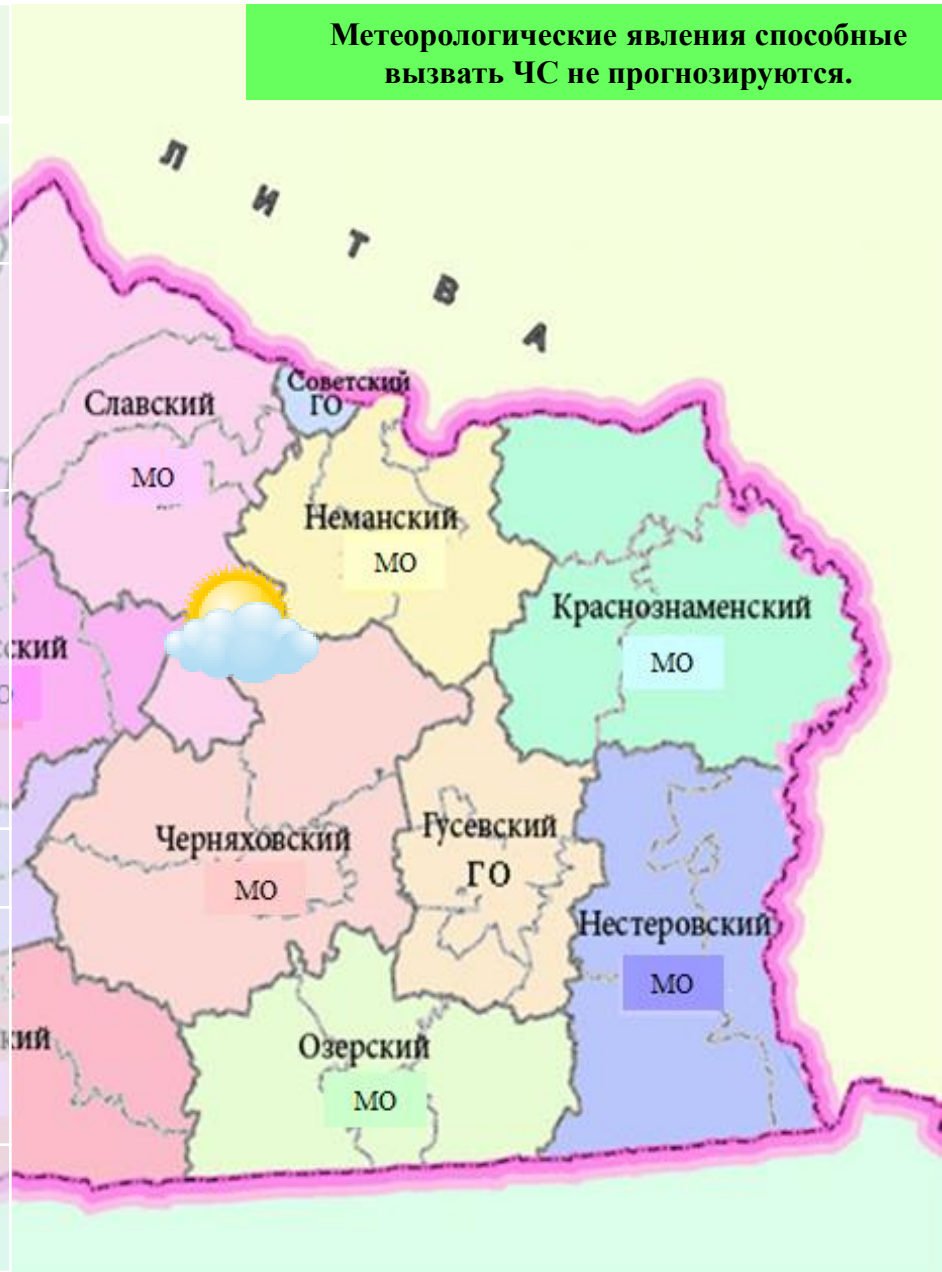 Метеорологические явления способные
вызвать ЧС не прогнозируются.
ЛИТВА
Советский
ГО
Славский
МО
Неманский
МО
Краснознаменский
МО
Гусевский
ГО
Черняховский
МО
Нестеровский
МО
Озерский
МО